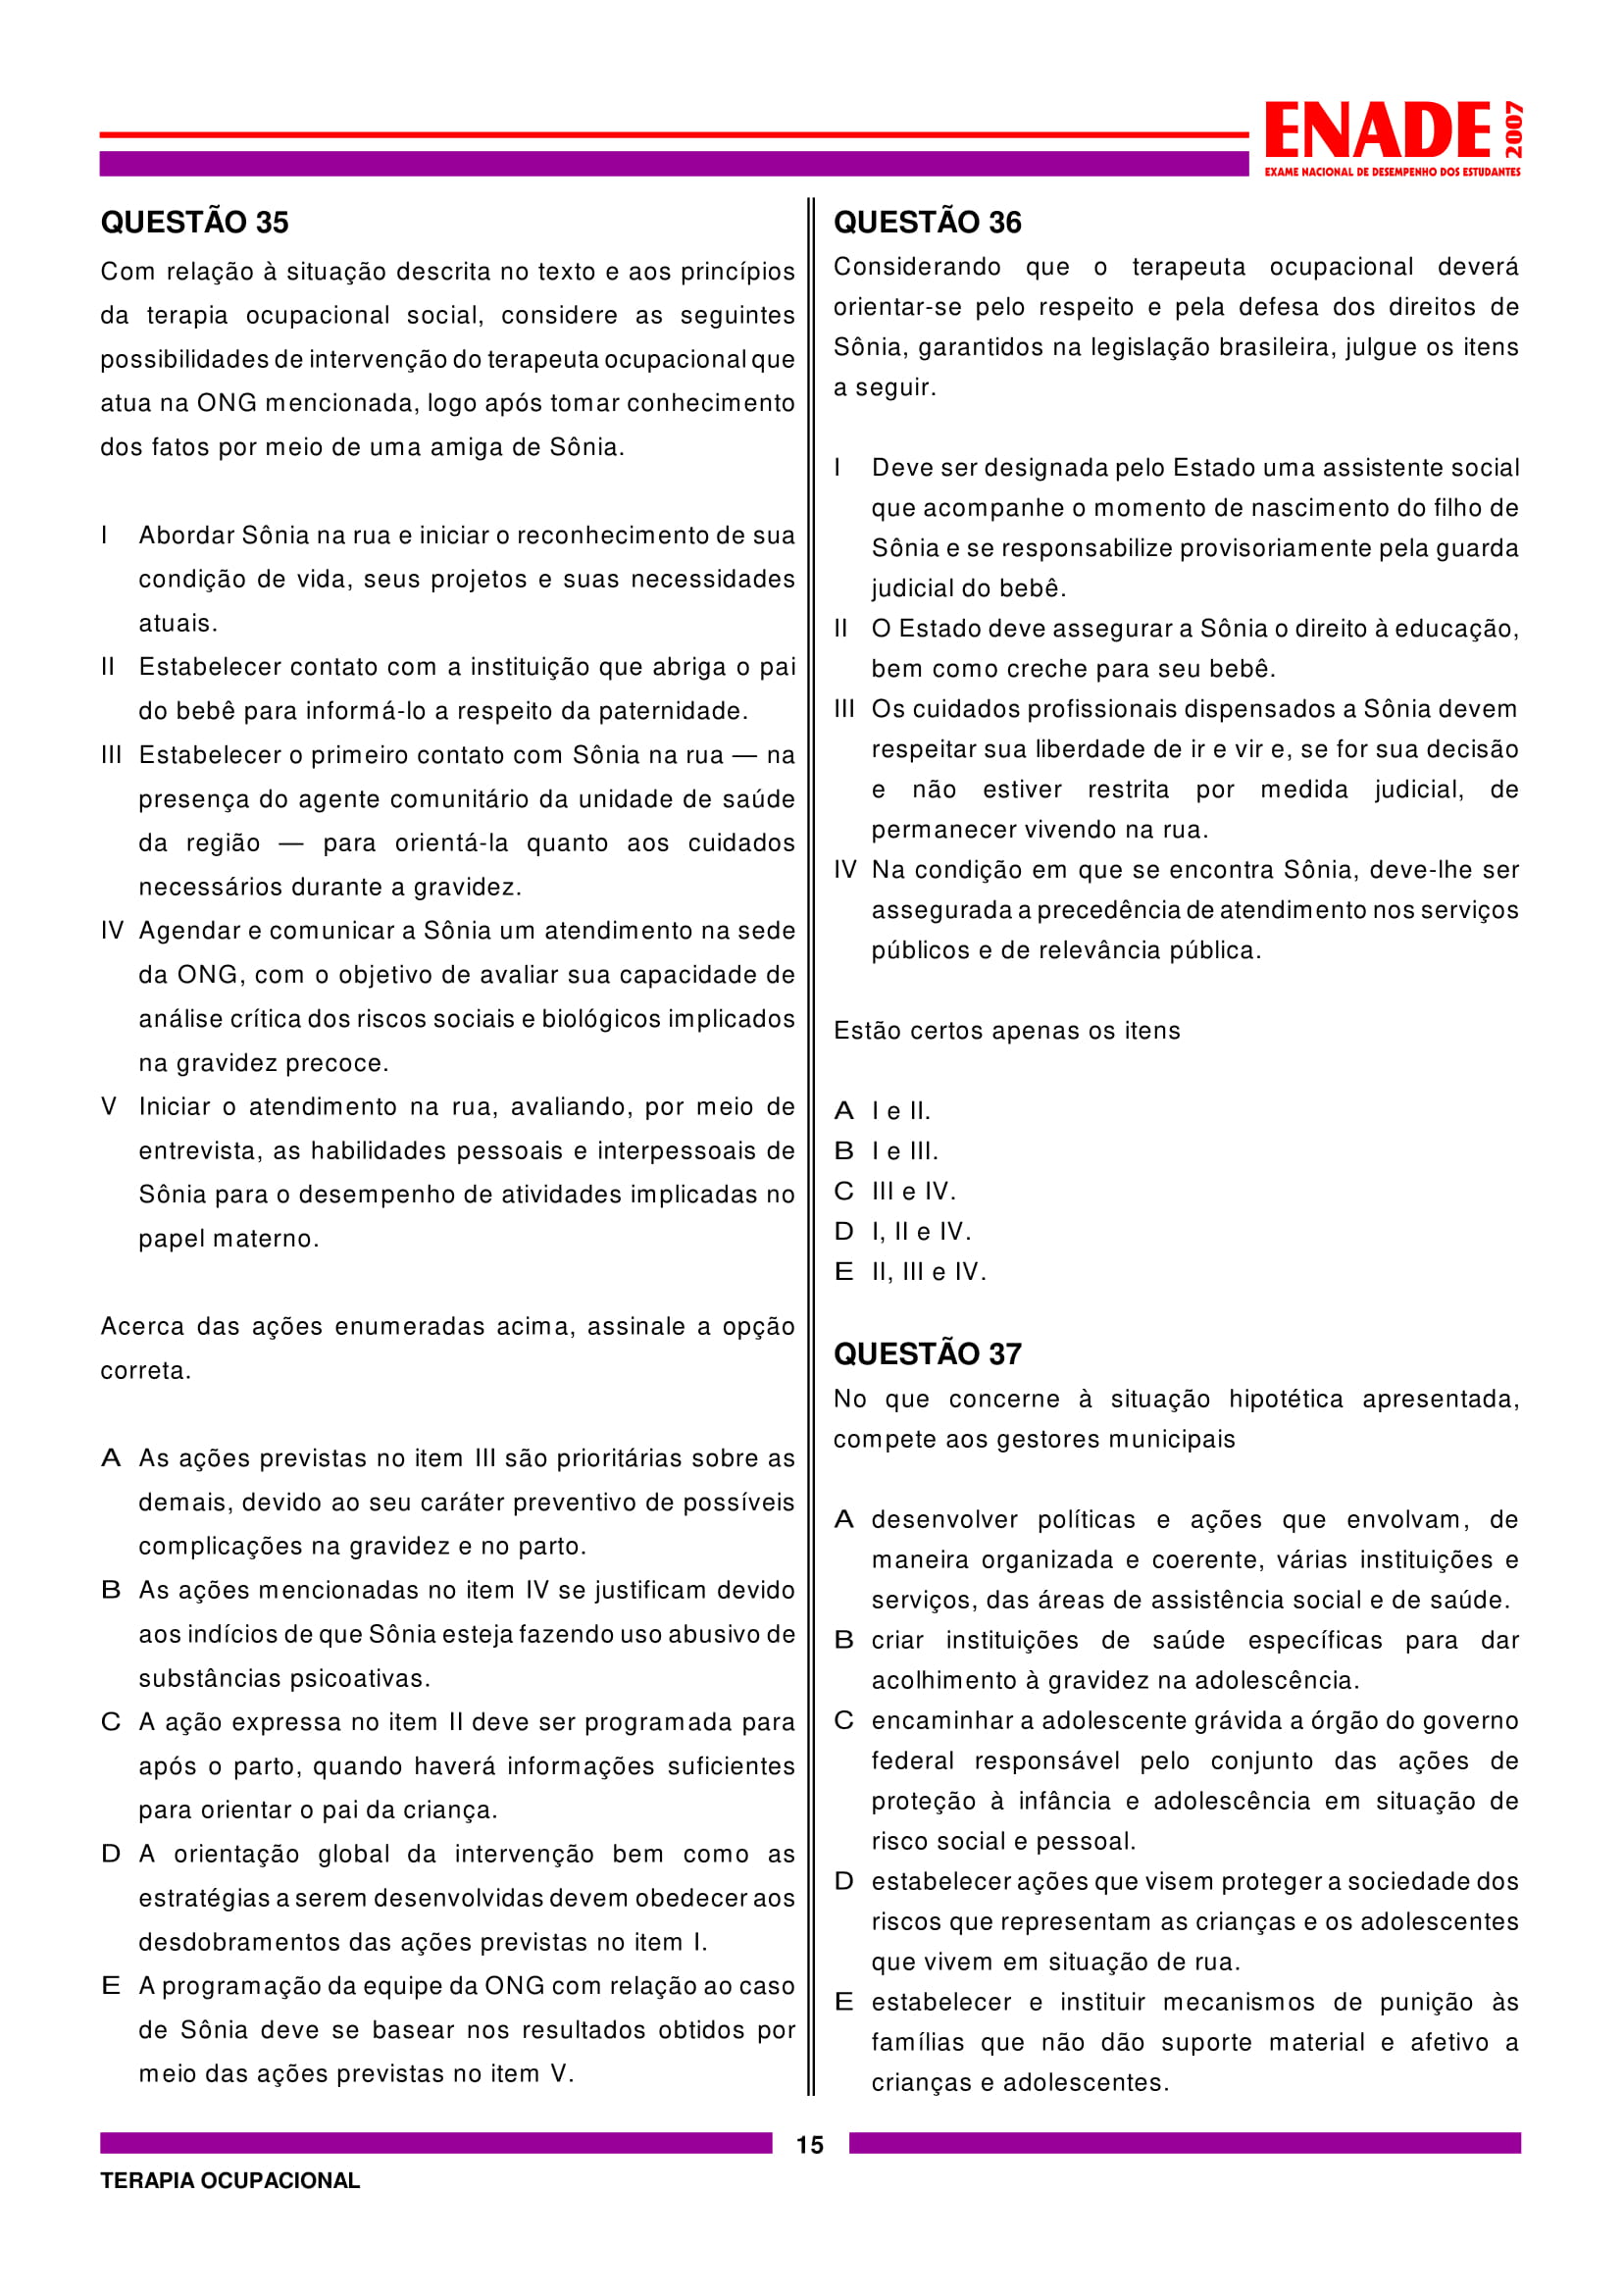 ENADE 2007
EXAME NACIONAL DE DESEMPENHO DOS ESTUDANTES
QUESTÃO 35
Com relação à situação descrita no texto e aos princípios
da terapia ocupacional social, considere as seguintes
possibilidades de intervenção do terapeuta ocupacional que
atua na ONG mencionada, logo após tomar conhecimento
dos fatos por meio de uma amiga de Sônia.
I Abordar Sônia na rua e iniciar o reconhecimento de sua
condição de vida, seus projetos e suas necessidades
atuais.
II Estabelecer contato com a instituição que abriga o pai
do bebê para informá-lo a respeito da paternidade.
III Estabelecer o primeiro contato com Sônia na rua — na
presença do agente comunitário da unidade de saúde
da região — para orientá-la quanto aos cuidados
necessários durante a gravidez.
IV Agendar e comunicar a Sônia um atendimento na sede
da ONG, com o objetivo de avaliar sua capacidade de
análise crítica dos riscos sociais e biológicos implicados
na gravidez precoce.
V Iniciar o atendimento na rua, avaliando, por meio de
entrevista, as habilidades pessoais e interpessoais de
Sônia para o desempenho de atividades implicadas no
papel materno.
Acerca das ações enumeradas acima, assinale a opção
correta.
A As ações previstas no item III são prioritárias sobre as
demais, devido ao seu caráter preventivo de possíveis
complicações na gravidez e no parto.
B As ações mencionadas no item IV se justificam devido
aos indícios de que Sônia esteja fazendo uso abusivo de
substâncias psicoativas.
C A ação expressa no item II deve ser programada para
após o parto, quando haverá informações suficientes
para orientar o pai da criança.
D A orientação global da intervenção bem como as
estratégias a serem desenvolvidas devem obedecer aos
desdobramentos das ações previstas no item I.
E A programação da equipe da ONG com relação ao caso
de Sônia deve se basear nos resultados obtidos por
meio das ações previstas no item V.
QUESTÃO 36
Considerando que o terapeuta ocupacional deverá
orientar-se pelo respeito e pela defesa dos direitos de
Sônia, garantidos na legislação brasileira, julgue os itens
a seguir.
I Deve ser designada pelo Estado uma assistente social
que acompanhe o momento de nascimento do filho de
Sônia e se responsabilize provisoriamente pela guarda
judicial do bebê.
II O Estado deve assegurar a Sônia o direito à educação,
bem como creche para seu bebê.
III Os cuidados profissionais dispensados a Sônia devem
respeitar sua liberdade de ir e vir e, se for sua decisão
e não estiver restrita por medida judicial, de
permanecer vivendo na rua.
IV Na condição em que se encontra Sônia, deve-lhe ser
assegurada a precedência de atendimento nos serviços
públicos e de relevância pública.
Estão certos apenas os itens
A I e II.
B I e III.
C III e IV.
D I, II e IV.
E II, III e IV.
QUESTÃO 37
No que concerne à situação hipotética apresentada,
compete aos gestores municipais
A desenvolver políticas e ações que envolvam, de
maneira organizada e coerente, várias instituições e
serviços, das áreas de assistência social e de saúde.
B criar instituições de saúde específicas para dar
acolhimento à gravidez na adolescência.
C encaminhar a adolescente grávida a órgão do governo
federal responsável pelo conjunto das ações de
proteção à infância e adolescência em situação de
risco social e pessoal.
D estabelecer ações que visem proteger a sociedade dos
riscos que representam as crianças e os adolescentes
que vivem em situação de rua.
E estabelecer e instituir mecanismos de punição às
famílias que não dão suporte material e afetivo a
crianças e adolescentes.
15
TERAPIA OCUPACIONAL